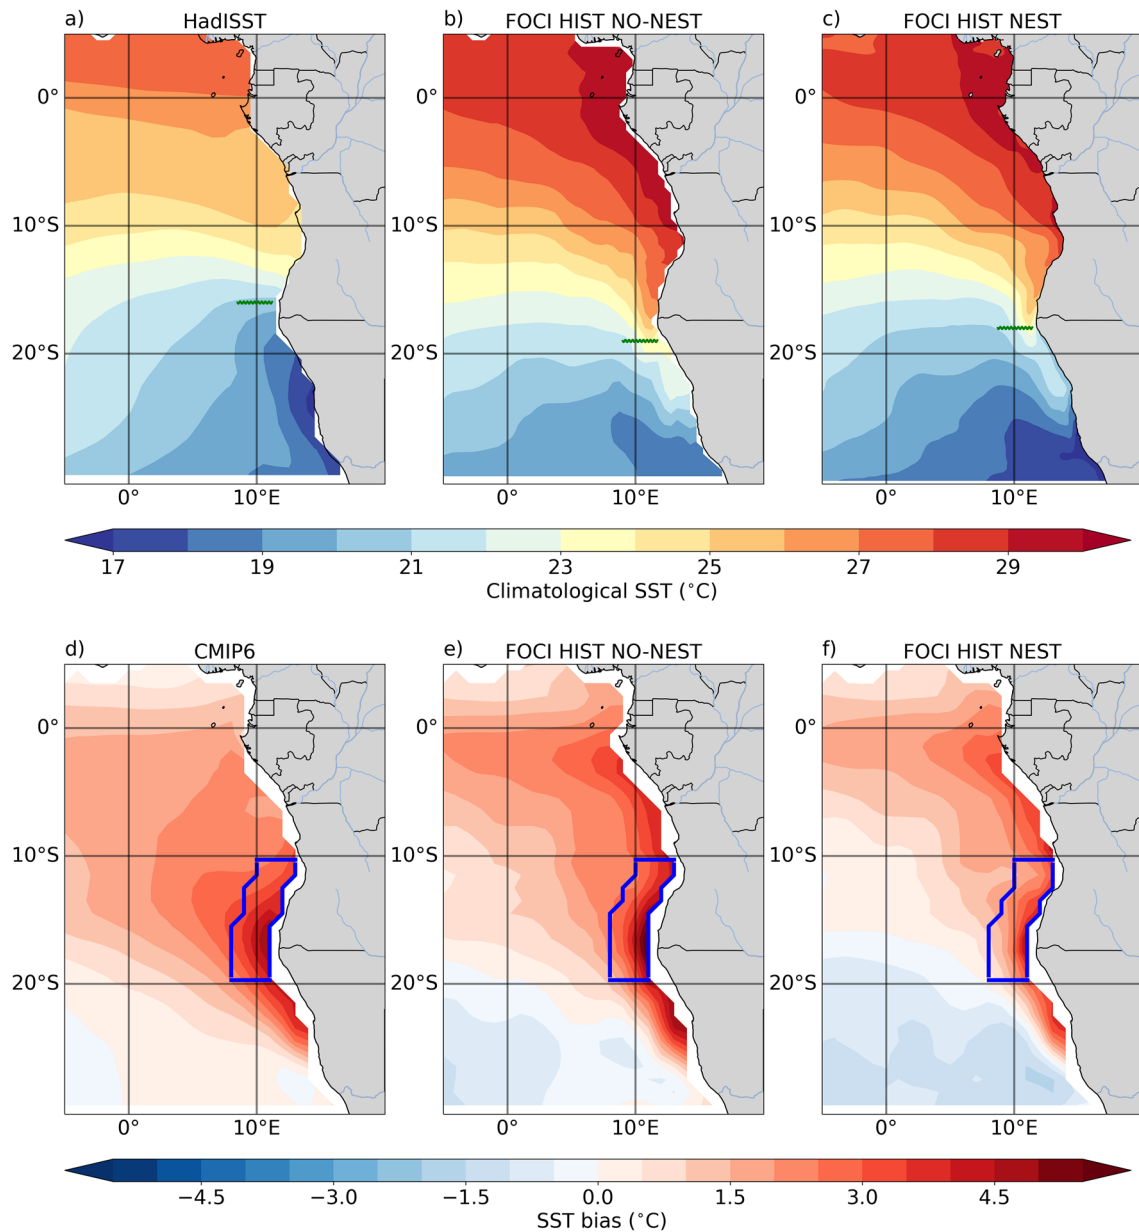 a) HadISST
b) FOCI HIST NO-NEST
c) FOCI HIST NEST
0° 0° 0°
10°S 10°S 10°S
20°S 20°S 20°S
0° 10°E 0° 10°E 0° 10°E
17 19 21 23 25 27 29
Climatological SST (°C)
d) CMIP6
e) FOCI HIST NO-NEST
f) FOCI HIST NEST
0° 0° 0°
10°S 10°S 10°S
20°S 20°S 20°S
0° 10°E 0° 10°E 0° 10°E
−4.5 −3.0 −1.5 0.0 1.5 3.0 4.5
SST bias (°C)